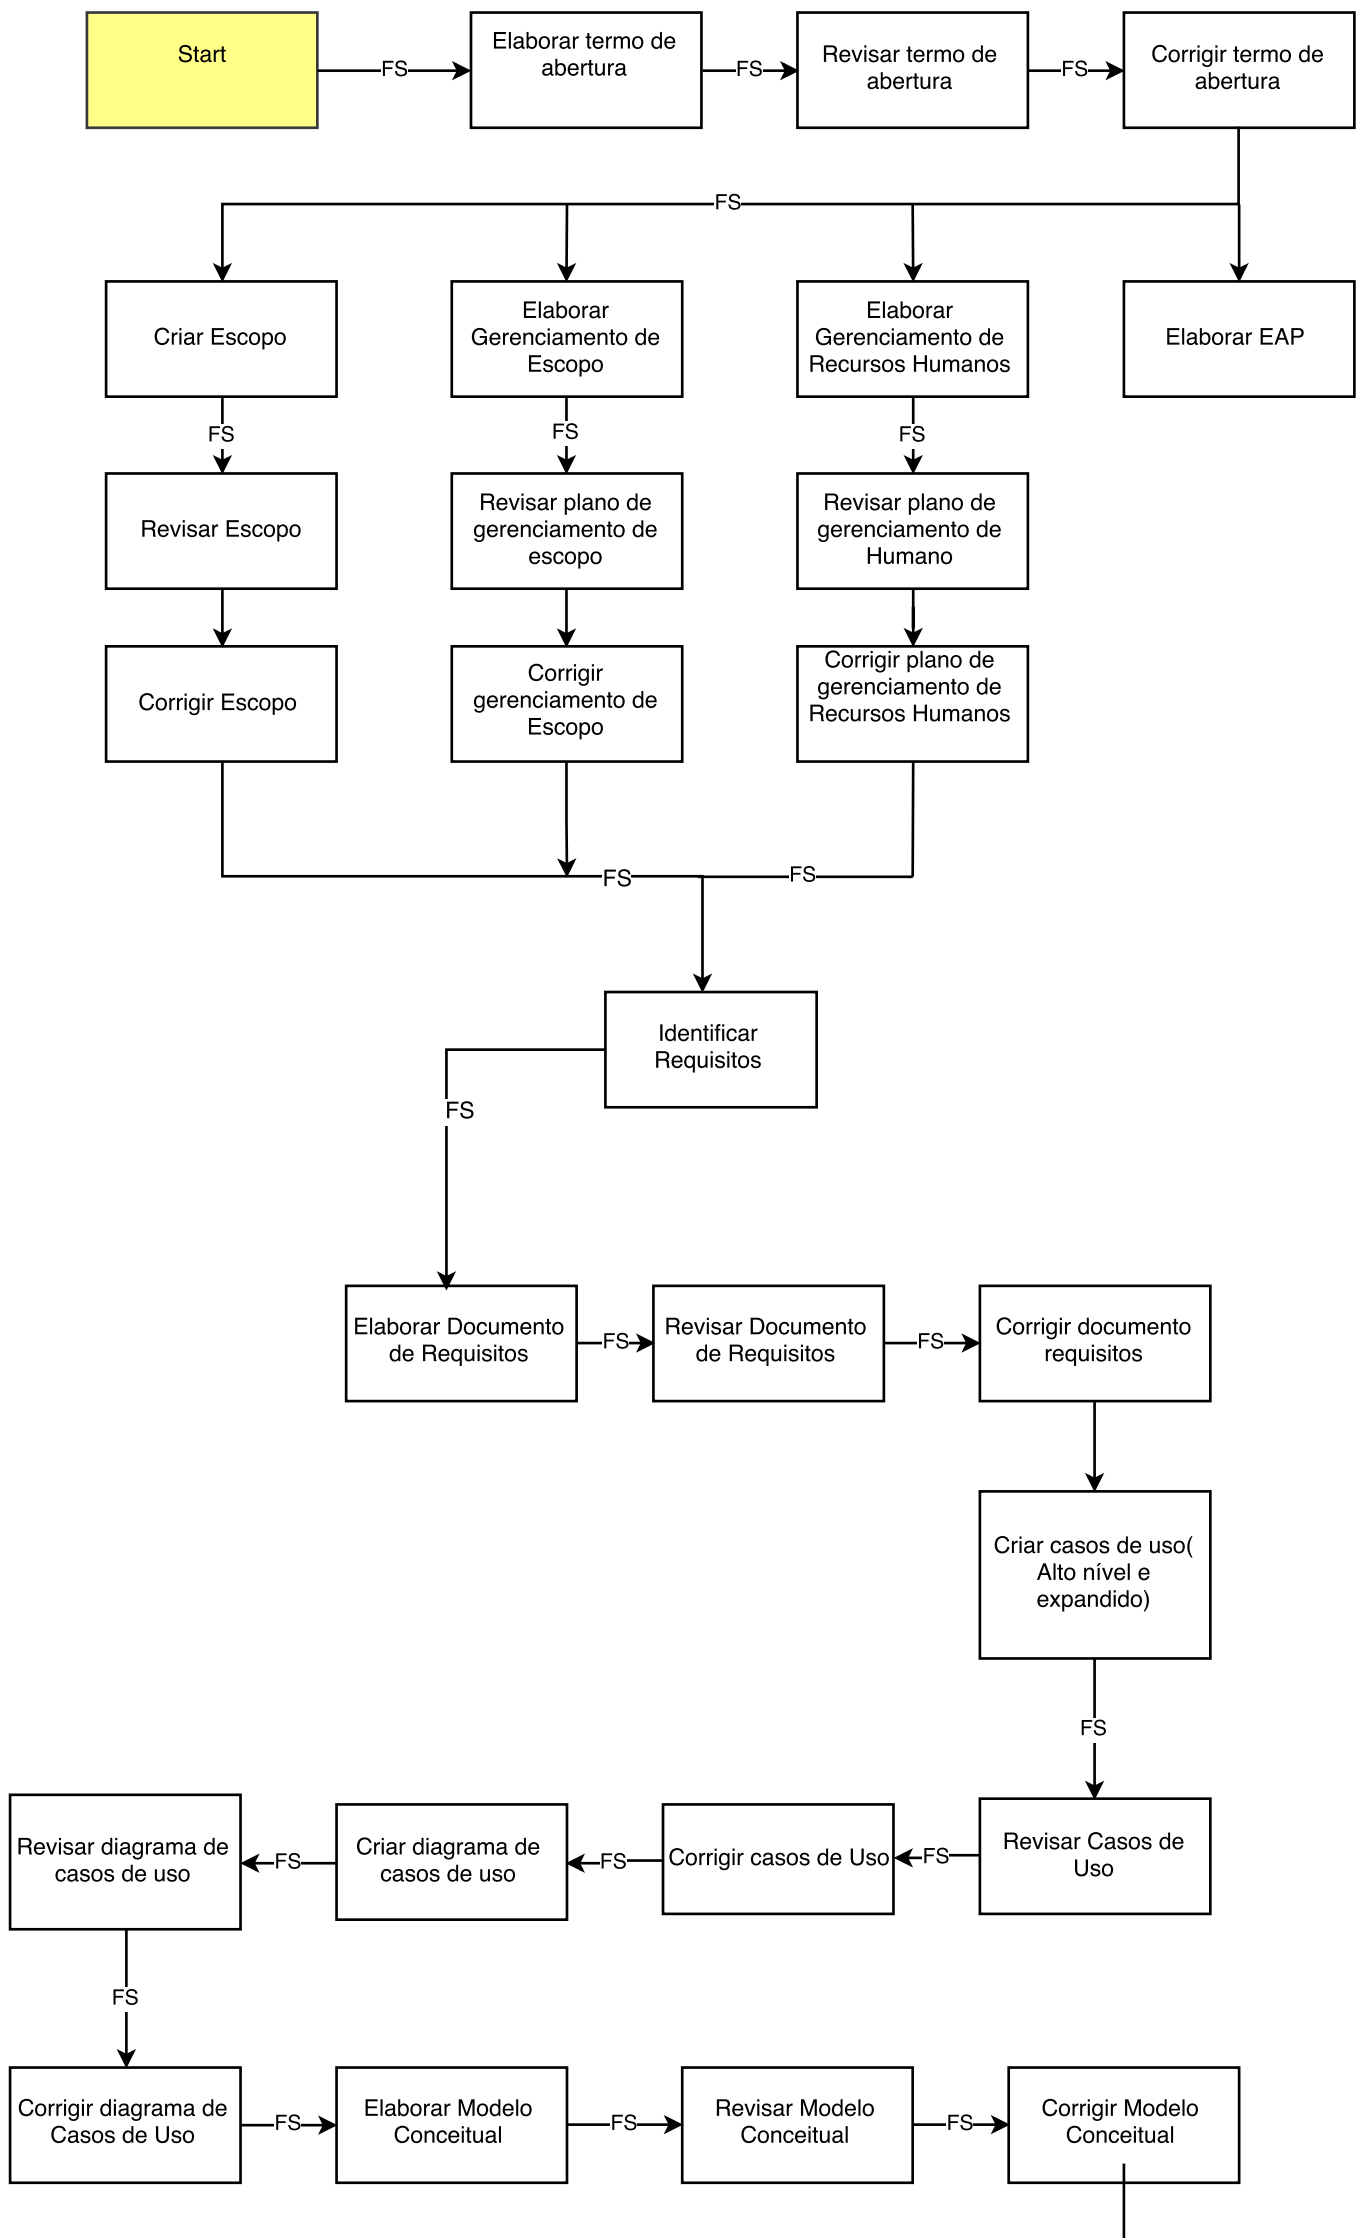 Start
FS
Elaborar termo de
abertura
FS
Revisar termo de
abertura
FS
Corrigir termo de
abertura
FS
Criar Escopo
Elaborar
Gerenciamento de
Escopo
Elaborar
Gerenciamento de
Recursos Humanos
Elaborar EAP
FS
FS
FS
Revisar Escopo
Revisar plano de
gerenciamento de
escopo
Revisar plano de
gerenciamento de
Humano
Corrigir Escopo
Corrigir
gerenciamento de
Escopo
Corrigir plano de
gerenciamento de
Recursos Humanos
FS
FS
Identificar
Requisitos
FS
Elaborar Documento
de Requisitos
FS
Revisar Documento
de Requisitos
FS
Corrigir documento
requisitos
Criar casos de uso(
Alto nível e
expandido)
FS
Revisar diagrama de
casos de uso
FS
Criar diagrama de
casos de uso
FS
Corrigir casos de Uso
FS
Revisar Casos de
Uso
FS
Corrigir diagrama de
Casos de Uso
FS
Elaborar Modelo
Conceitual
FS
Revisar Modelo
Conceitual
FS
Corrigir Modelo
Conceitual